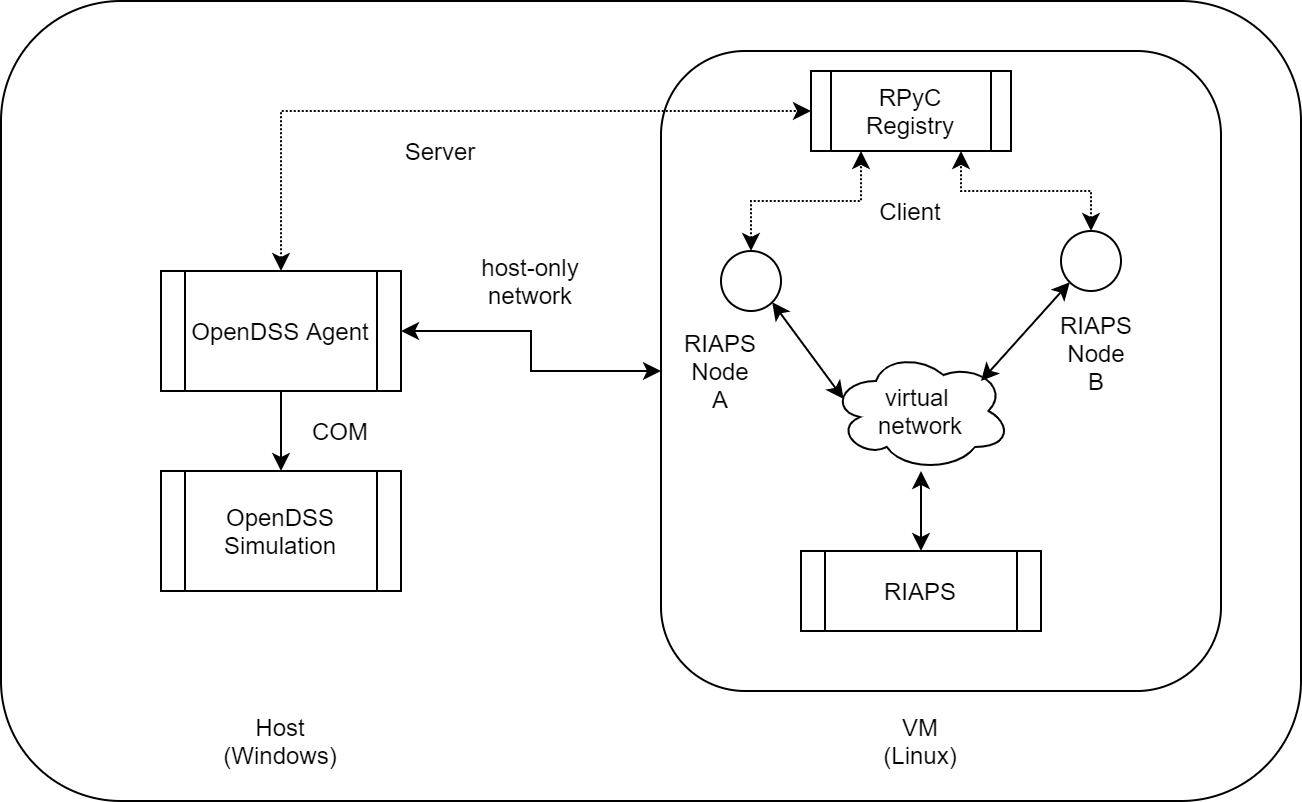 RPyC
Registry
Server
Client
host-only
network
OpenDSS Agent
RIAPS
Node
A
RIAPS
Node
B
virtual
network
COM
OpenDSS
Simulation
RIAPS
Host
(Windows)
VM
(Linux)